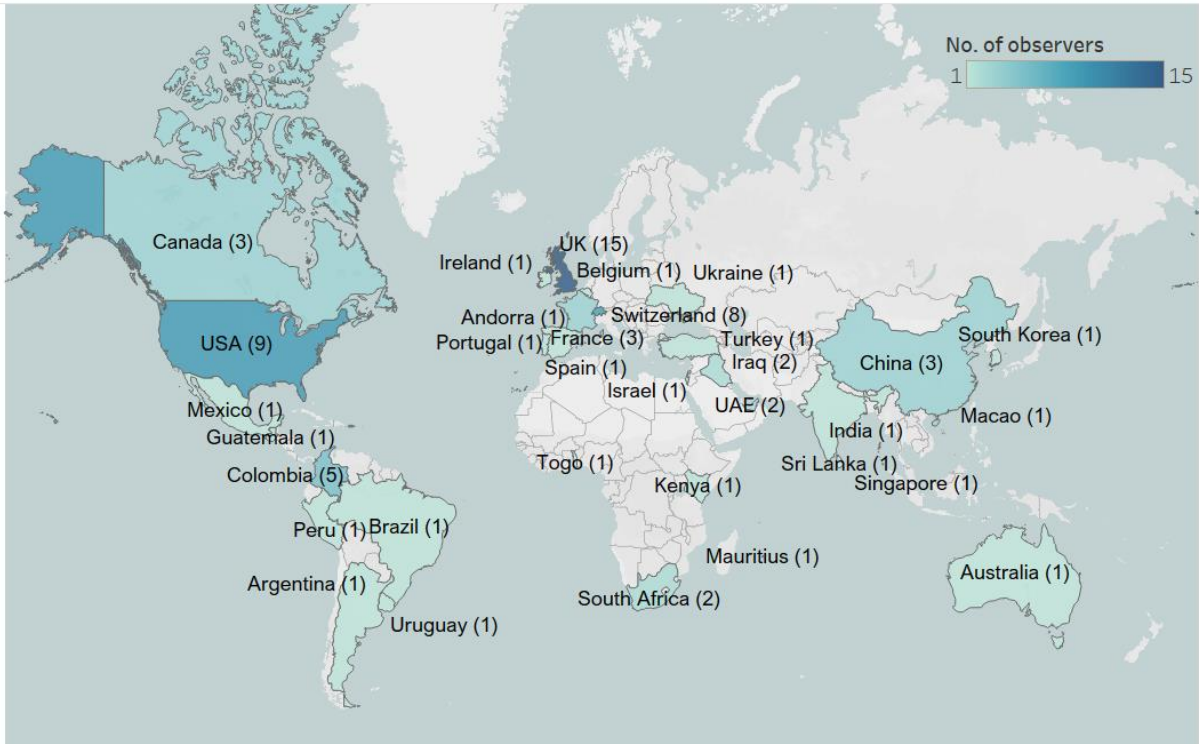 No. of observers
1 15
Canada (3)
UK (15)
Ireland (1)
Belgium (1)
Ukraine (1)
Andorra (1)
Switzerland (8)
USA (9)
Portugal (1)
France (3)
Turkey (1)
South Korea (1)
Spain (1)
Iraq (2)
China (3)
Israel (1)
Mexico (1)
UAE (2)
Macao (1)
Guatemala (1)
India (1)
Colombia (5)
Togo (1)
Sri Lanka (1)
Kenya (1)
Singapore (1)
Peru (1)
Brazil (1)
Mauritius (1)
Argentina (1)
Australia (1)
South Africa (2)
Uruguay (1)